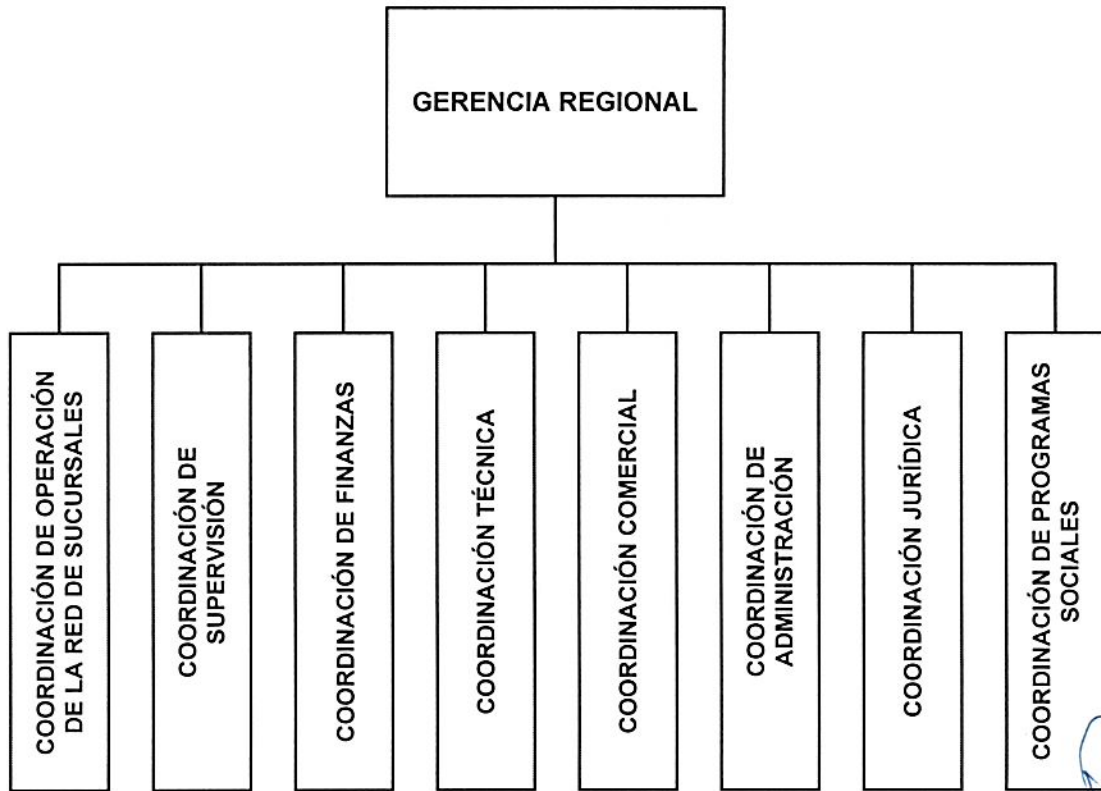 GERENCIA REGIONAL
COORDINACIÓN DE OPERACIÓN
DE LA RED DE SUCURSALES
COORDINACIÓN DE
SUPERVISIÓN
COORDINACIÓN DE FINANZAS
COORDINACIÓN TÉCNICA
COORDINACIÓN COMERCIAL
COORDINACIÓN DE
ADMINISTRACIÓN
COORDINACIÓN JURÍDICA
COORDINACIÓN DE PROGRAMAS
SOCIALES